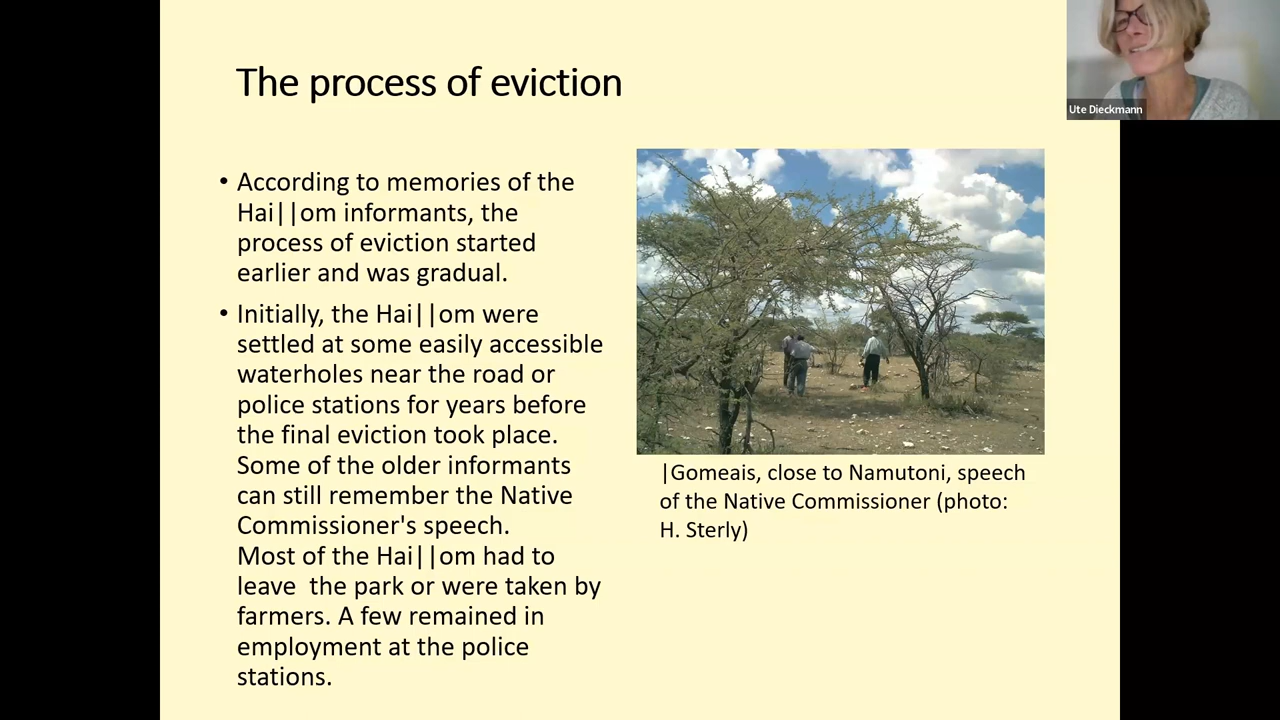 The process of eviction
Ute Dieckmann
• According to memories of the
Hai||om informants, the
process of eviction started
earlier and was gradual.
• Initially, the Hai||om were
settled at some easily accessible
waterholes near the road or
police stations for years before
the final eviction took place.
Some of the older informants
can still remember the Native
Commissioner's speech.
Most of the Hai||om had to
leave  the park or were taken by
farmers. A few remained in
employment at the police
stations.
|Gomeais, close to Namutoni, speech
of the Native Commissioner (photo:
H. Sterly)